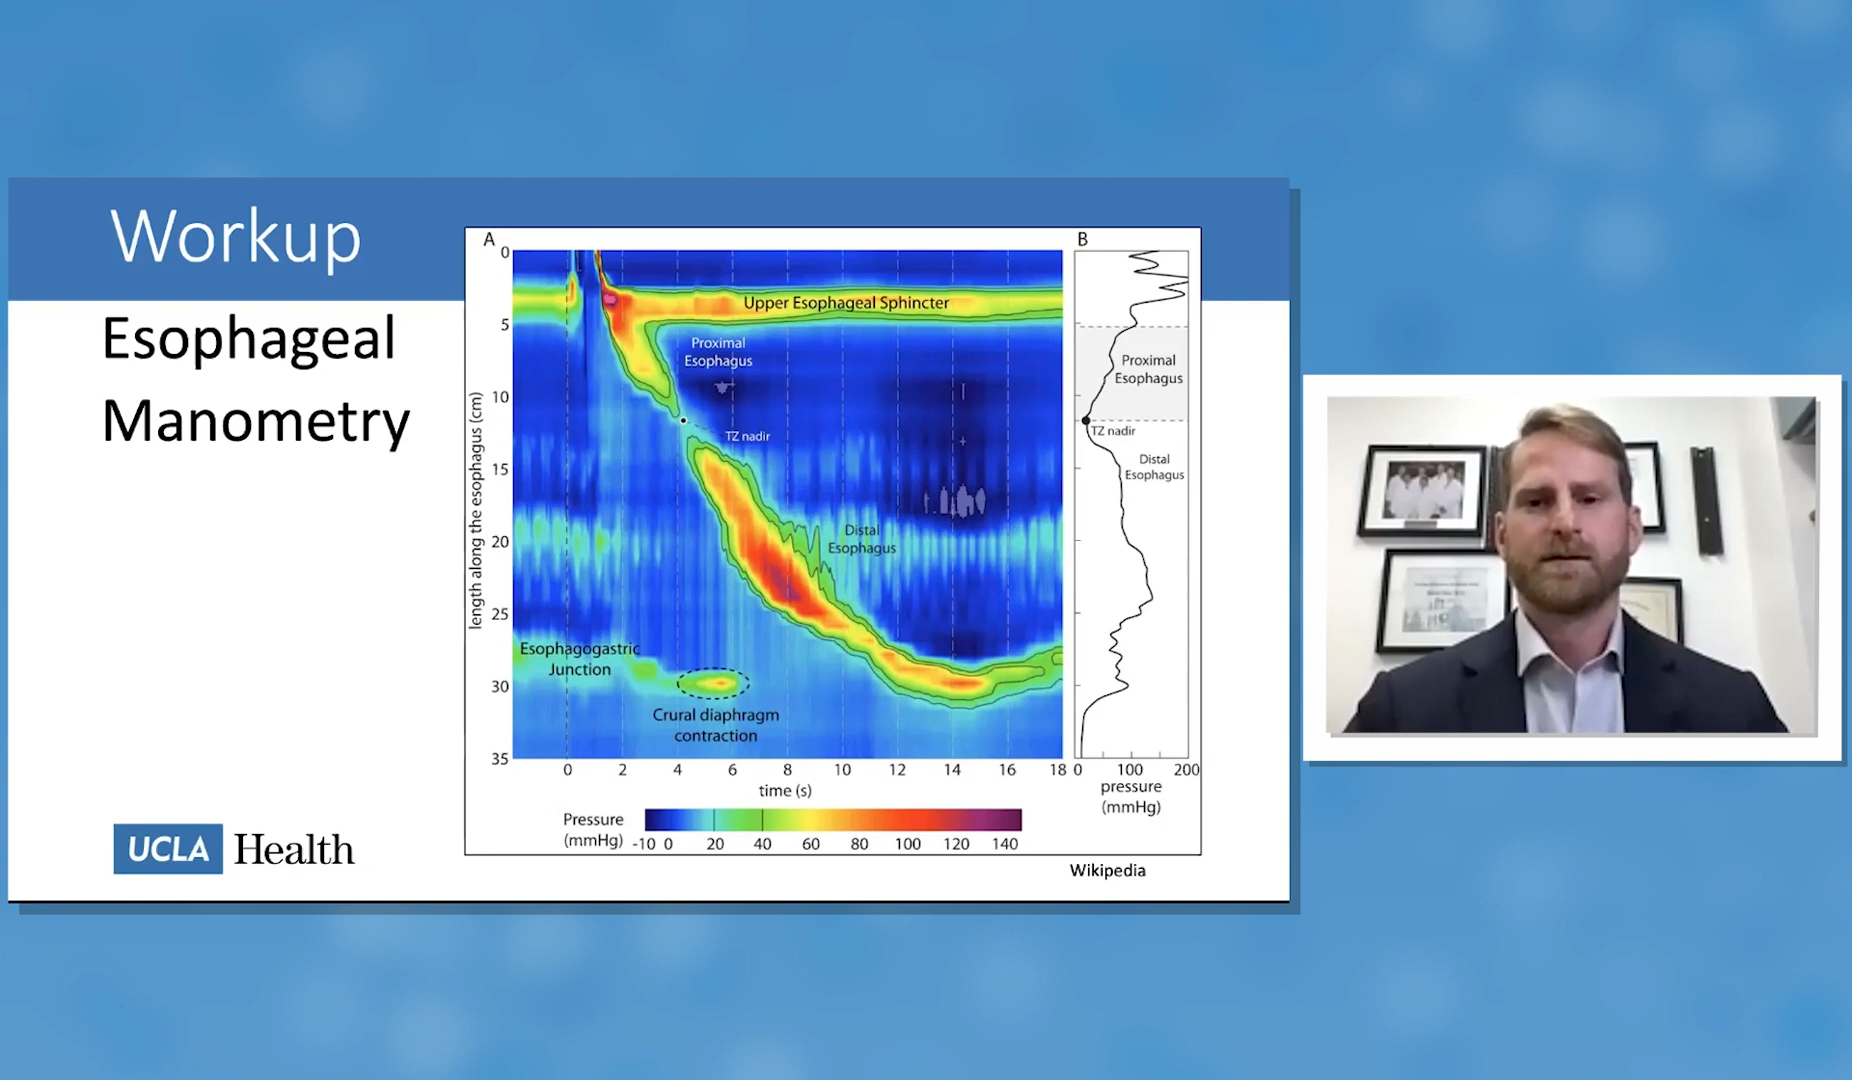 Workup
Esophageal
Manometry
UCLA Health
A
B
0
5
10
15
20
25
30
35
length along the esophagus (cm)
Upper Esophageal Sphincter
Proximal
Esophagus
TZ nadir
Distal
Esophagus
Esophagogastric
Junction
Crural diaphragm
contraction
0 2 4 6 8 10 12 14 16 18
time (s)
Proximal
Esophagus
TZ nadir
Distal
Esophagus
0 100 200
pressure
(mmHg)
Pressure
(mmHg)
-10 0 20 40 60 80 100 120 140
Wikipedia